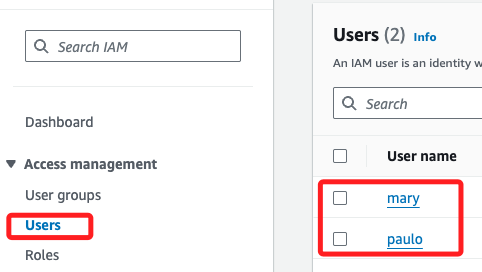 Search IAM
Dashboard
Access management
User groups
Users
Roles
Users (2) Info
An IAM user is an identity w
Search
User name
mary
paulo